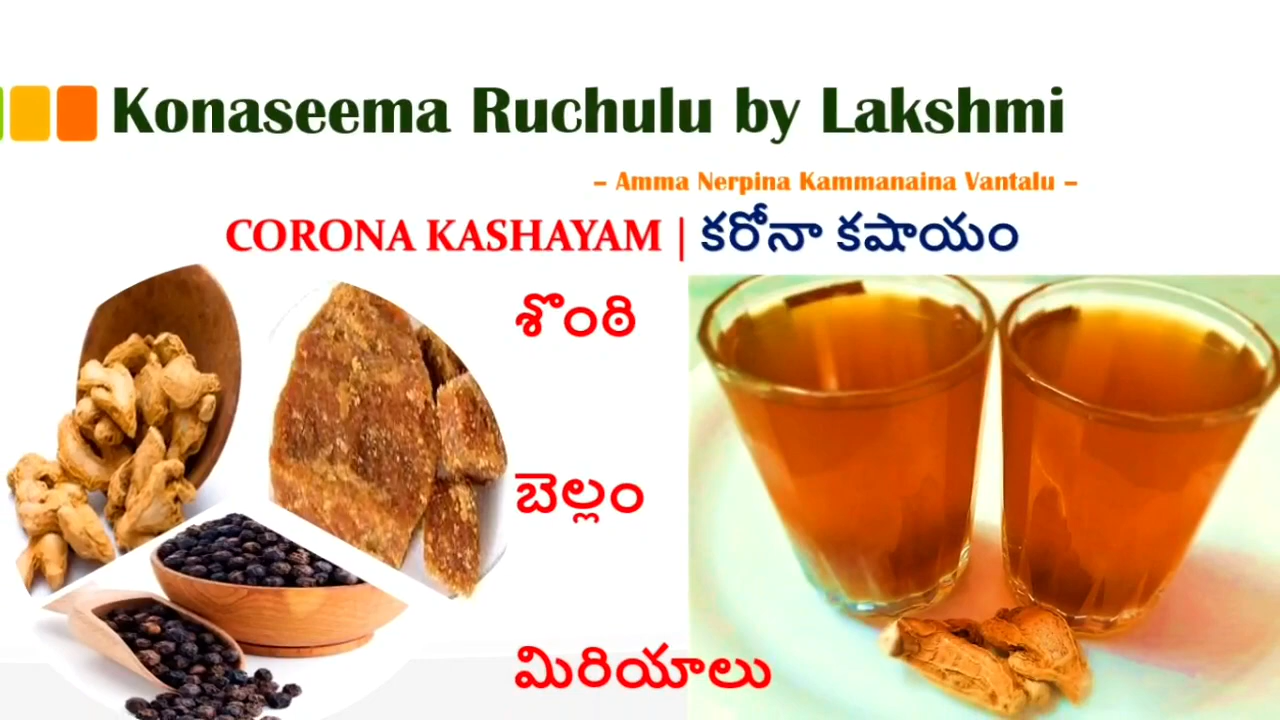 Konaseema Ruchulu by Lakshmi
– Amma Nerpina Kammanaina Vantalu –
CORONA KASHAYAM | కరోనా కషాయం
శొంఠి
బెల్లం
మిరియాలు